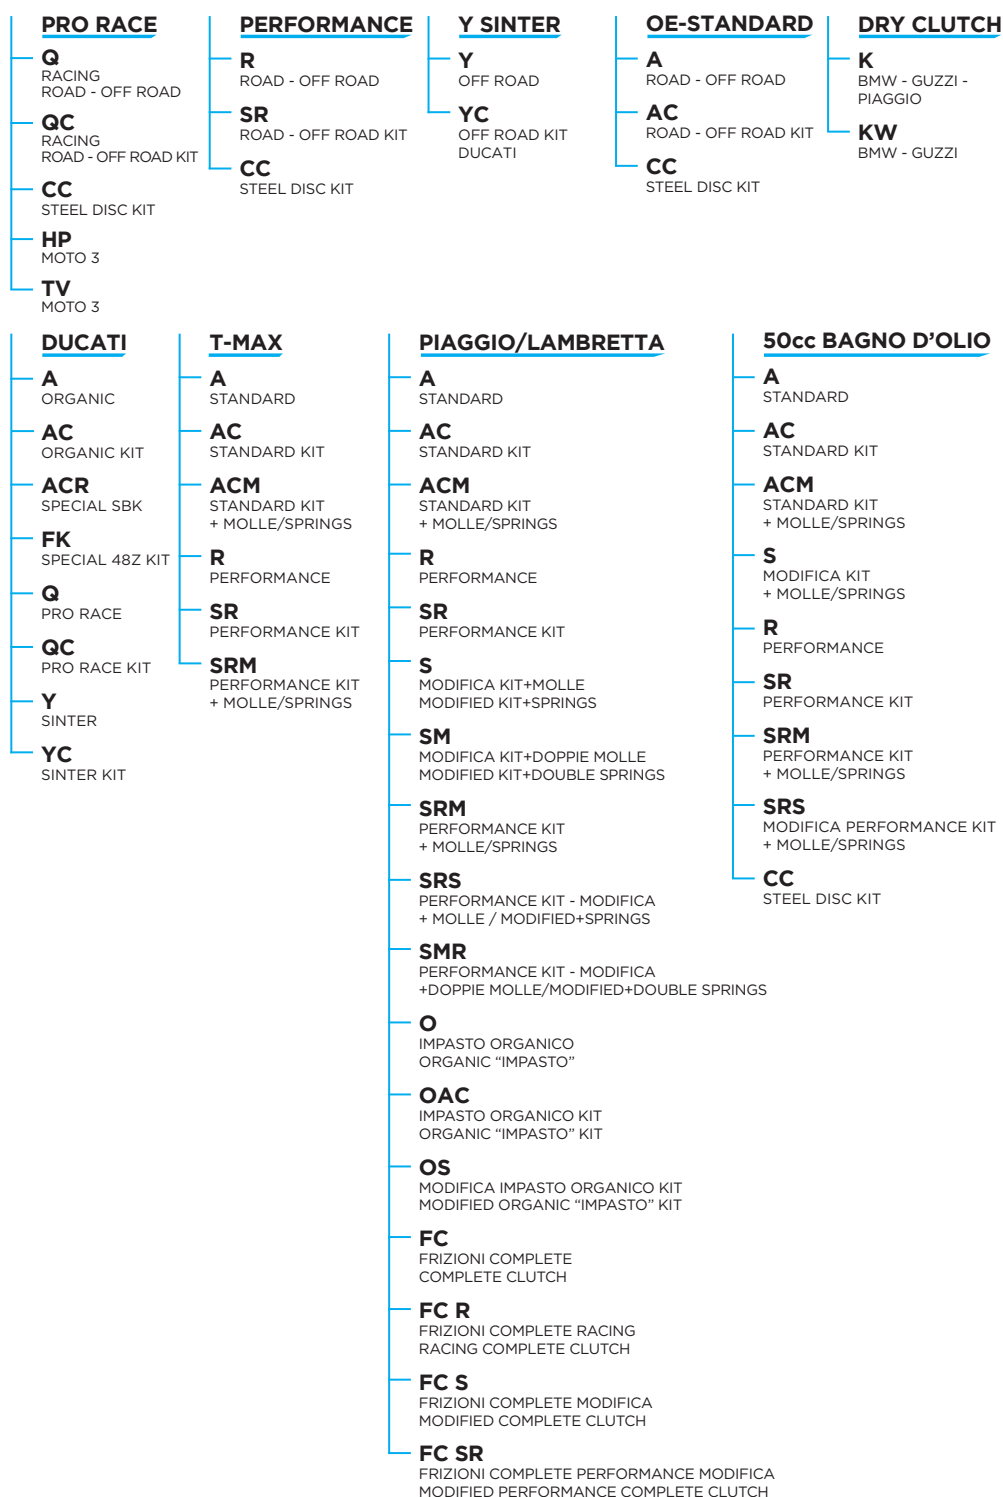 PRO RACE
Q
RACING
ROAD - OFF ROAD
QC
RACING
ROAD - OFF ROAD KIT
CC
STEEL DISC KIT
HP
MOTO 3
TV
MOTO 3
PERFORMANCE
R
ROAD - OFF ROAD
SR
ROAD - OFF ROAD KIT
CC
STEEL DISC KIT
Y SINTER
Y
OFF ROAD
YC
OFF ROAD KIT
DUCATI
OE-STANDARD
A
ROAD - OFF ROAD
AC
ROAD - OFF ROAD KIT
CC
STEEL DISC KIT
DRY CLUTCH
K
BMW - GUZZI -
PIAGGIO
KW
BMW - GUZZI
DUCATI
A
ORGANIC
AC
ORGANIC KIT
ACR
SPECIAL SBK
FK
SPECIAL 48Z KIT
Q
PRO RACE
QC
PRO RACE KIT
Y
SINTER
YC
SINTER KIT
T-MAX
A
STANDARD
AC
STANDARD KIT
ACM
STANDARD KIT
+ MOLLE/SPRINGS
R
PERFORMANCE
SR
PERFORMANCE KIT
SRM
PERFORMANCE KIT
+ MOLLE/SPRINGS
PIAGGIO/LAMBRETTA
A
STANDARD
AC
STANDARD KIT
ACM
STANDARD KIT
+ MOLLE/SPRINGS
R
PERFORMANCE
SR
PERFORMANCE KIT
S
MODIFICA KIT+MOLLE
MODIFIED KIT+SPRINGS
SM
MODIFICA KIT+DOPPIE MOLLE
MODIFIED KIT+DOUBLE SPRINGS
SRM
PERFORMANCE KIT
+ MOLLE/SPRINGS
SRS
PERFORMANCE KIT - MODIFICA
+ MOLLE / MODIFIED+SPRINGS
SMR
PERFORMANCE KIT - MODIFICA
+DOPPIE MOLLE/MODIFIED+DOUBLE SPRINGS
O
IMPASTO ORGANICO
ORGANIC “IMPASTO”
OAC
IMPASTO ORGANICO KIT
ORGANIC “IMPASTO” KIT
OS
MODIFICA IMPASTO ORGANICO KIT
MODIFIED ORGANIC “IMPASTO” KIT
FC
FRIZIONI COMPLETE
COMPLETE CLUTCH
FC R
FRIZIONI COMPLETE RACING
RACING COMPLETE CLUTCH
FC S
FRIZIONI COMPLETE MODIFICA
MODIFIED COMPLETE CLUTCH
FC SR
FRIZIONI COMPLETE PERFORMANCE MODIFICA
MODIFIED PERFORMANCE COMPLETE CLUTCH
50cc BAGNO D’OLIO
A
STANDARD
AC
STANDARD KIT
ACM
STANDARD KIT
+ MOLLE/SPRINGS
S
MODIFICA KIT
+ MOLLE/SPRINGS
R
PERFORMANCE
SR
PERFORMANCE KIT
SRM
PERFORMANCE KIT
+ MOLLE/SPRINGS
SRS
MODIFICA PERFORMANCE KIT
+ MOLLE/SPRINGS
CC
STEEL DISC KIT